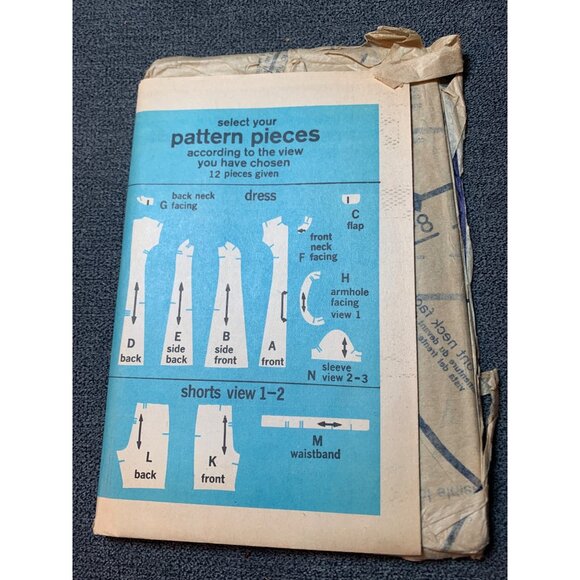 select your
pattern pieces
according to the view
you have chosen
12 pieces given
back neck
G facing
dress
C
flap
front
neck
F facing
H
armhole
facing
view 1
D
back
E
side
back
B
side
front
A
front
sleeve
N view 2-3
shorts view 1-2
L
back
K
front
M
waistband